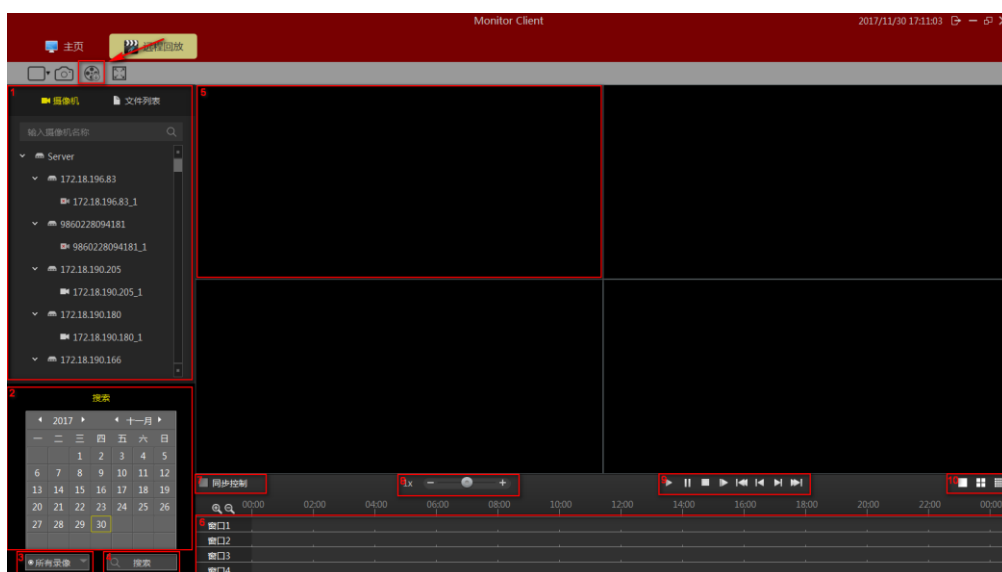 Monitor Client
2017/11/30 17:11:03
主页
远程回放
1
摄像机
文件列表
5
输入摄像机名称
Server
172.18.196.83
172.18.196.83_1
9860228094181
9860228094181_1
172.18.190.205
172.18.190.205_1
172.18.190.180
172.18.190.180_1
172.18.190.166
2
搜索
2017 十一月
一 二 三 四 五 六 日
1 2 3 4 5
6 7 8 9 10 11 12
13 14 15 16 17 18 19
20 21 22 23 24 25 26
27 28 29 30
3
所有录像
搜索
同步控制
1x
10
00:00 02:00 04:00 06:00 08:00 10:00 12:00 14:00 16:00 18:00 20:00 22:00 00:00
6
窗口1
窗口2
窗口3
窗口4